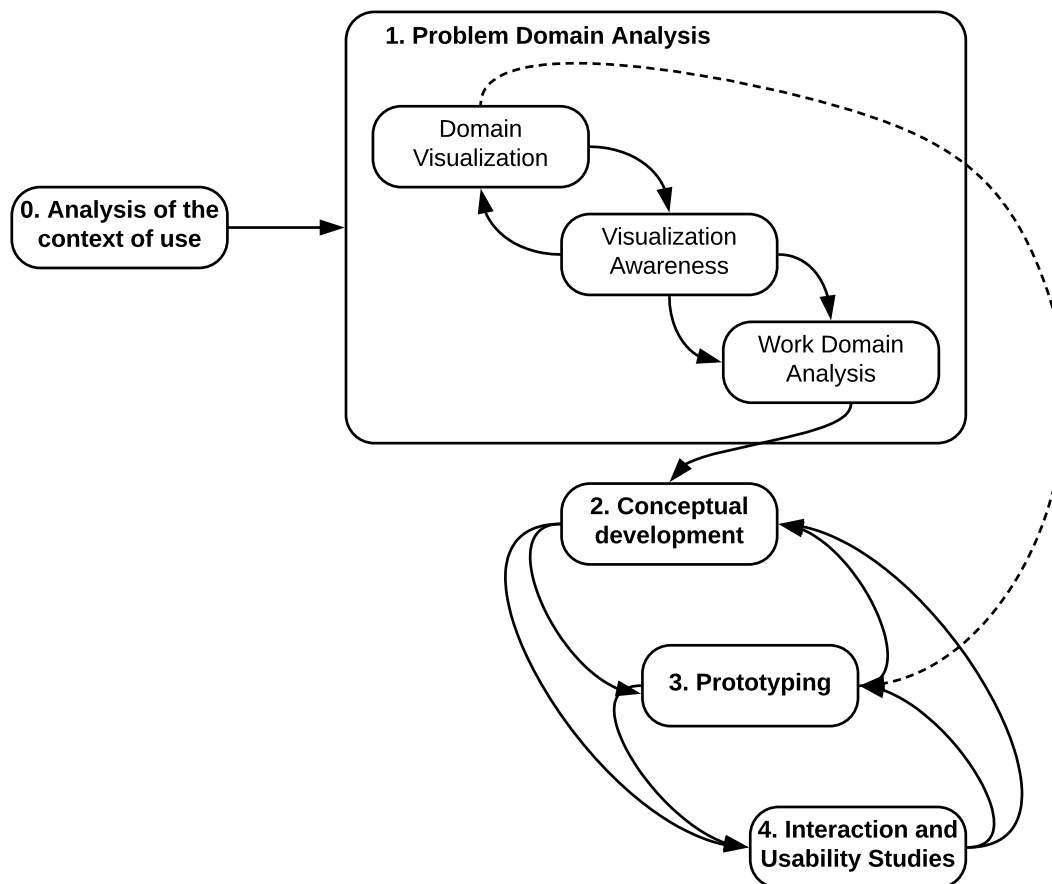 1. Problem Domain Analysis
Domain
Visualization
0. Analysis of the
context of use
Visualization
Awareness
Work Domain
Analysis
2. Conceptual
development
3. Prototyping
4. Interaction and
Usability Studies